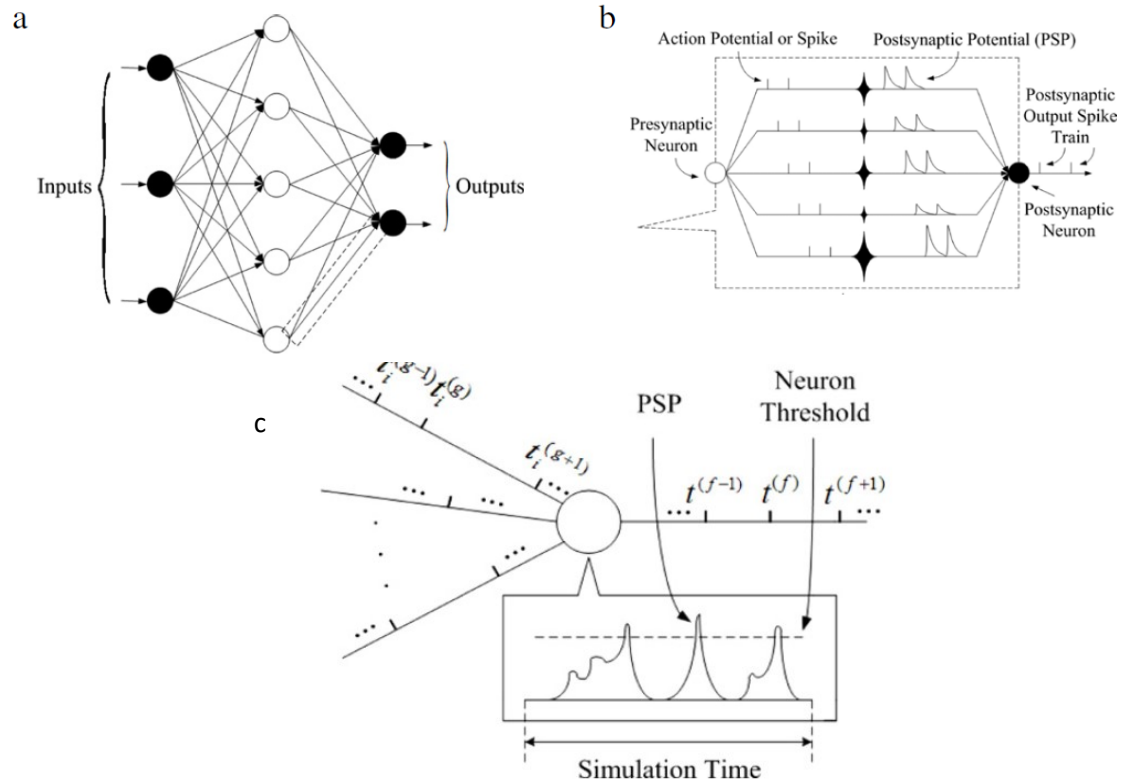 a
Inputs
Outputs
b
Action Potential or Spike
Postsynaptic Potential (PSP)
Presynaptic
Neuron
Postsynaptic
Output Spike
Train
Postsynaptic
Neuron
c
... t_i^(g-1) t_i^(g)
t_i^(g+1) ...
... ...
...
...
PSP
Neuron
Threshold
... t^(f-1) t^(f) t^(f+1) ...
Simulation Time